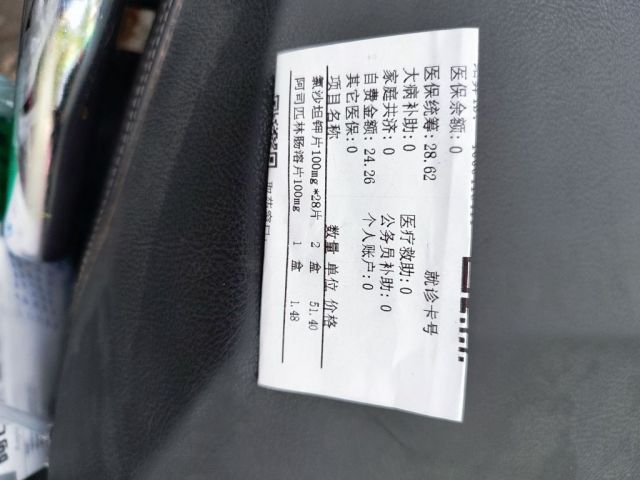 就诊卡号
医保余额:0
医保统筹:28.62 医疗救助:0
大病补助:0 公务员补助:0
家庭共济:0 个人账户:0
自费金额:24.26
其它医保:0
项目名称 数量 单位 价格
氯沙坦钾片100mg*28片 2 盒 51.40
阿司匹林肠溶片100mg 1 盒 1.48